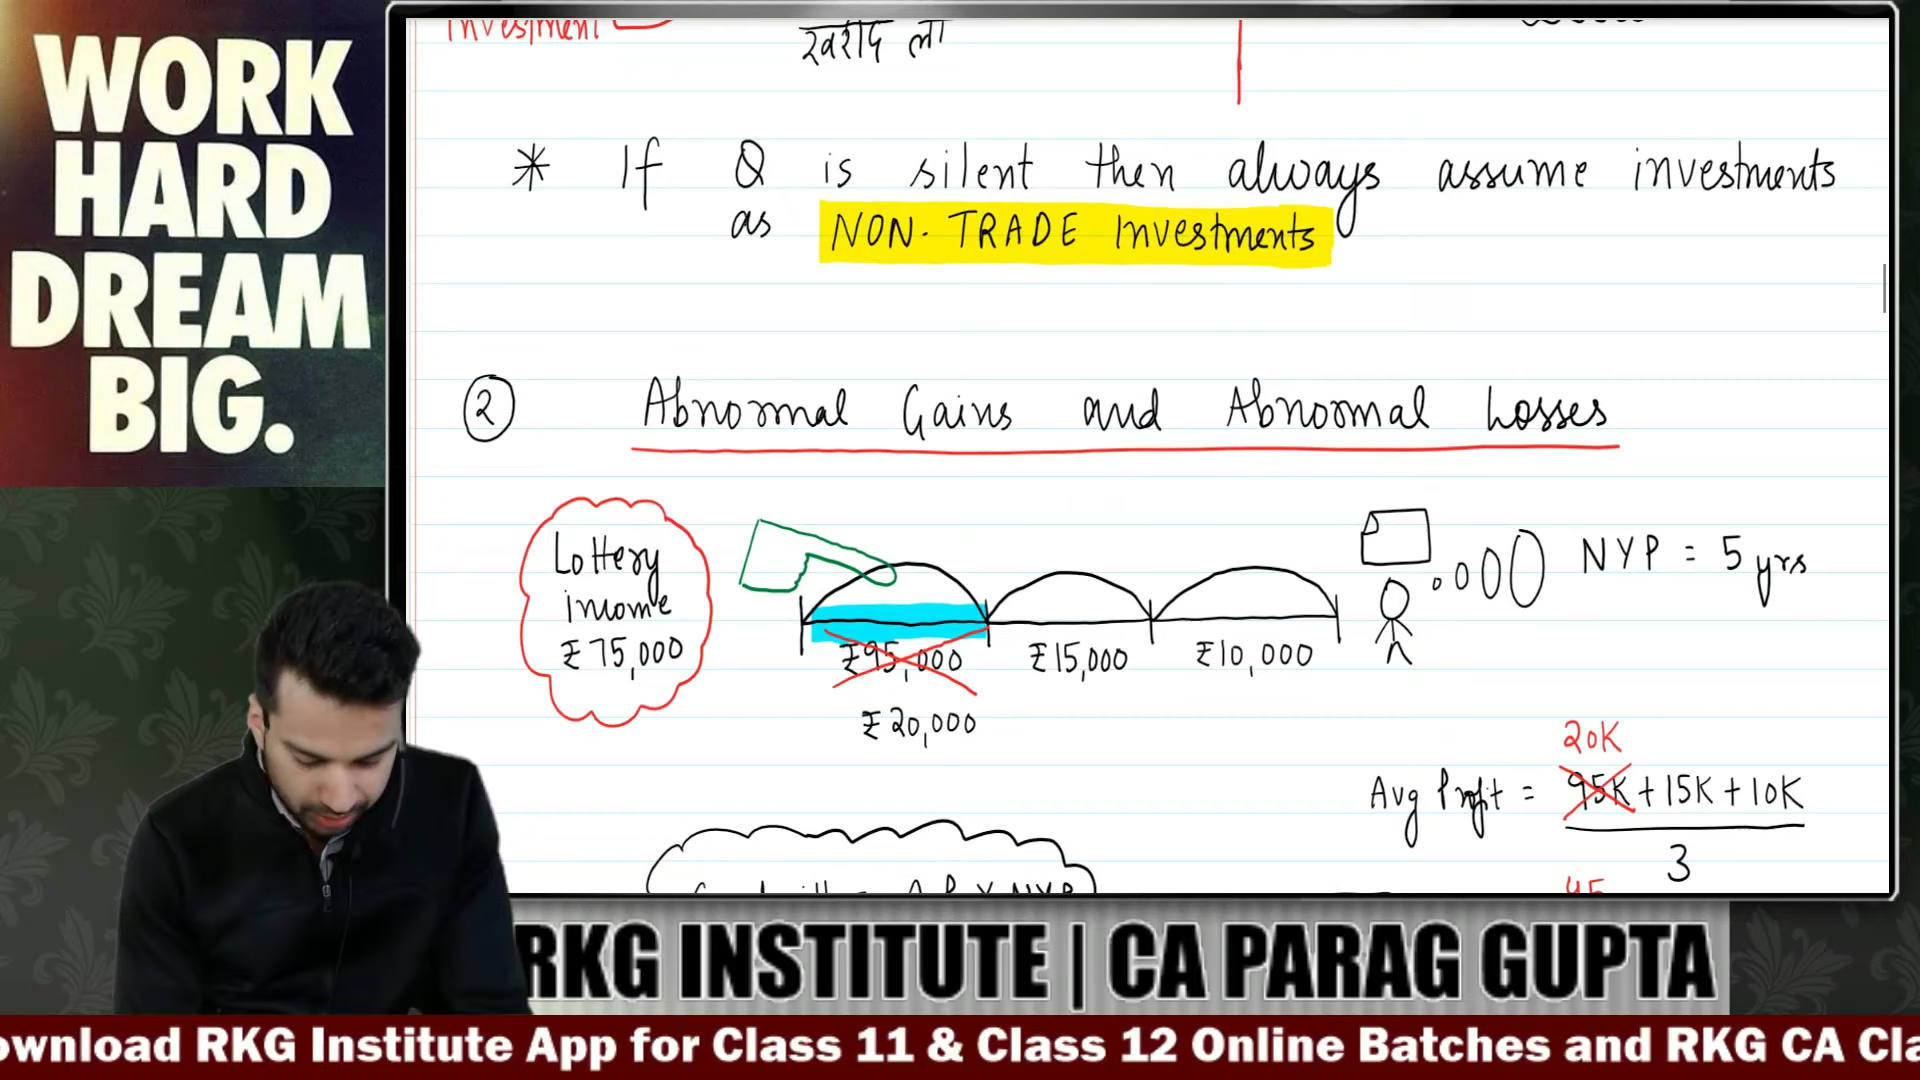 WORK
HARD
DREAM
BIG.
Investment
खरीद ली
* If Q is silent then always assume investments
as NON-TRADE Investments
② Abnormal Gains and Abnormal Losses
Lottery
income
₹75,000
₹95,000 ₹15,000 ₹10,000
₹20,000
NYP = 5 yrs
20K
Avg Profit = 95K + 15K + 10K
3
45
RKG INSTITUTE | CA PARAG GUPTA
ownload RKG Institute App for Class 11 & Class 12 Online Batches and RKG CA Cla